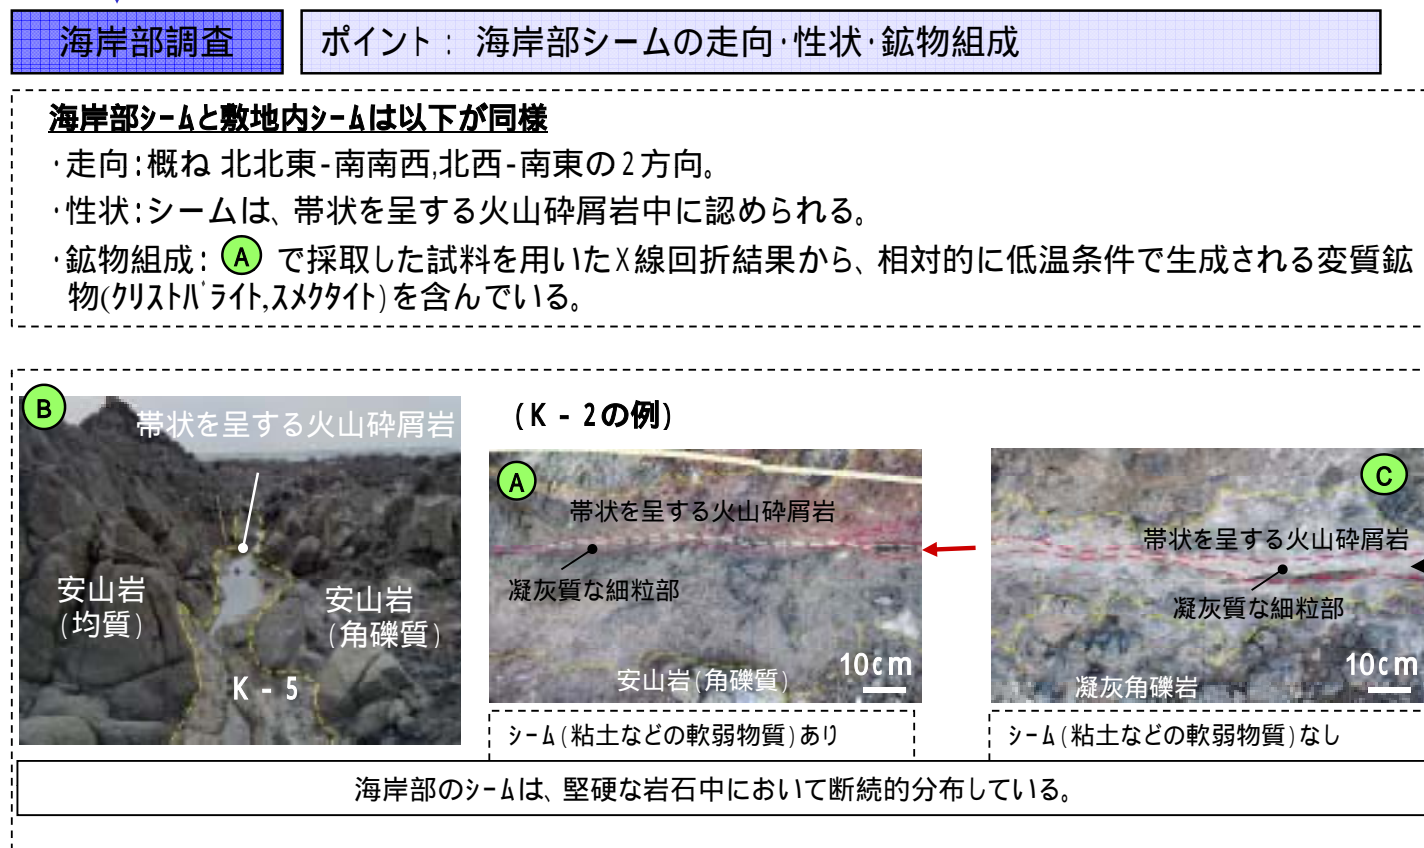 海岸部調査
ポイント： 海岸部シームの走向・性状・鉱物組成
海岸部ｼｰﾑと敷地内ｼｰﾑは以下が同様
・走向：概ね 北北東-南南西,北西-南東の2方向。
・性状：シームは、帯状を呈する火山砕屑岩中に認められる。
・鉱物組成： A で採取した試料を用いたX線回折結果から、相対的に低温条件で生成される変質鉱
物(ｸﾘｽﾄﾊﾞﾗｲﾄ,ｽﾒｸﾀｲﾄ)を含んでいる。
B
帯状を呈する火山砕屑岩
安山岩
(均質)
安山岩
(角礫質)
K - 5
(K - 2の例)
A
帯状を呈する火山砕屑岩
凝灰質な細粒部
安山岩(角礫質)
10cm
ｼｰﾑ(粘土などの軟弱物質)あり
C
帯状を呈する火山砕屑岩
凝灰質な細粒部
凝灰角礫岩
10cm
ｼｰﾑ(粘土などの軟弱物質)なし
海岸部のｼｰﾑは、堅硬な岩石中において断続的分布している。